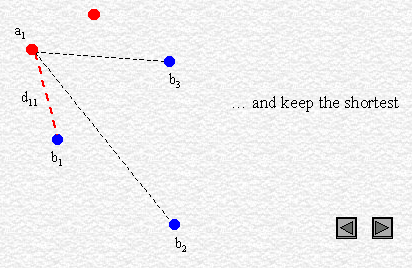 a1
b3
... and keep the shortest
d11
b1
b2